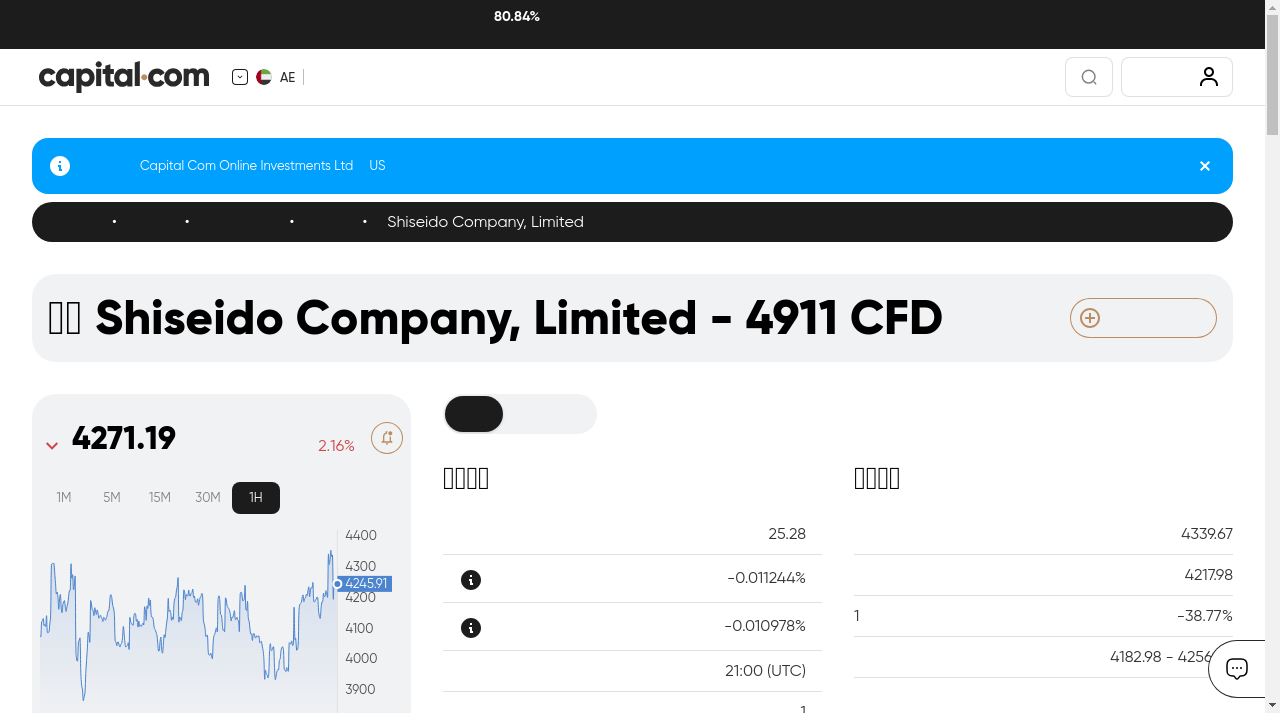 80.84%
capital.com
AE
Capital Com Online Investments Ltd US
Shiseido Company, Limited
Shiseido Company, Limited - 4911 CFD
4271.19
2.16%
1M 5M 15M 30M 1H
4400
4300
4245.91
4200
4100
4000
3900
25.28
-0.011244%
-0.010978%
21:00 (UTC)
1
4339.67
4217.98
1 -38.77%
4182.98 - 4256